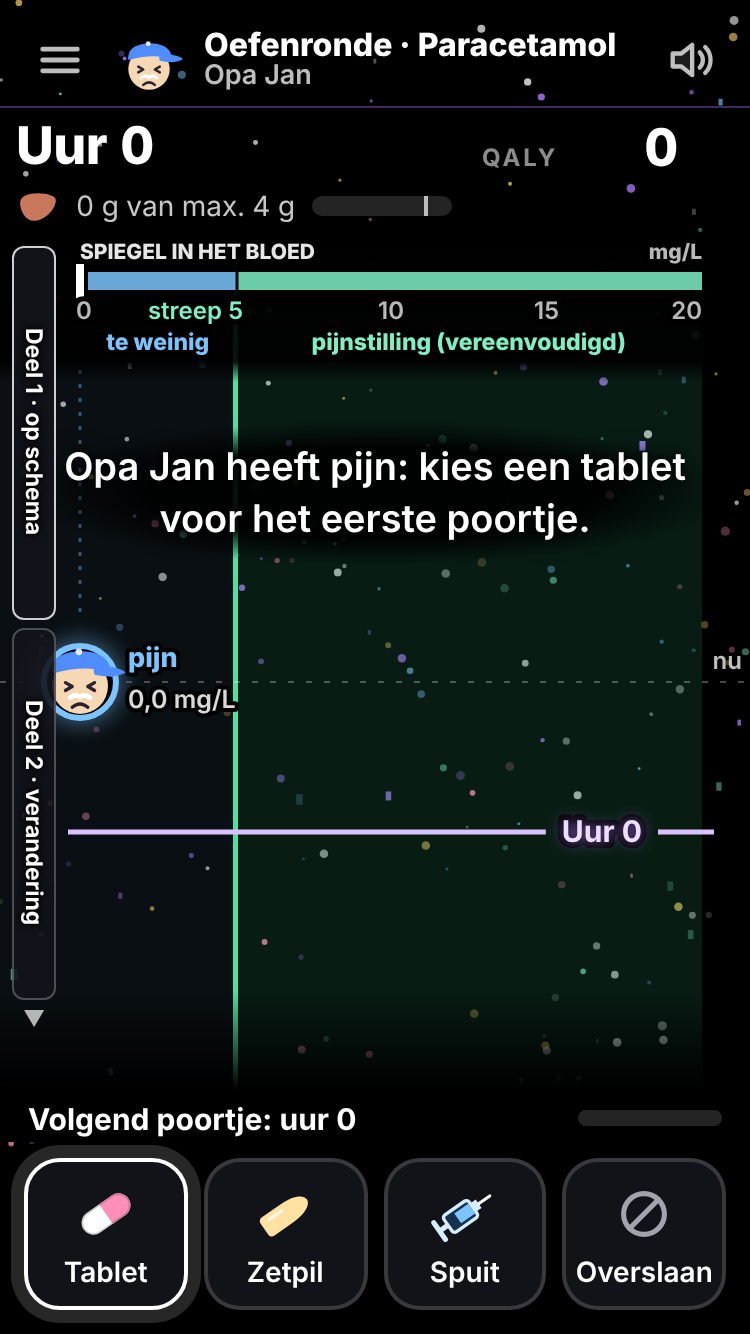 Oefenronde · Paracetamol
Opa Jan
Uur 0
QALY 0
0 g van max. 4 g
SPIEGEL IN HET BLOED mg/L
0 streep 5 10 15 20
te weinig pijnstilling (vereenvoudigd)
Deel 1 · op schema
Opa Jan heeft pijn: kies een tablet
voor het eerste poortje.
pijn
0,0 mg/L
nu
Deel 2 · verandering
Uur 0
Volgend poortje: uur 0
Tablet Zetpil Spuit Overslaan